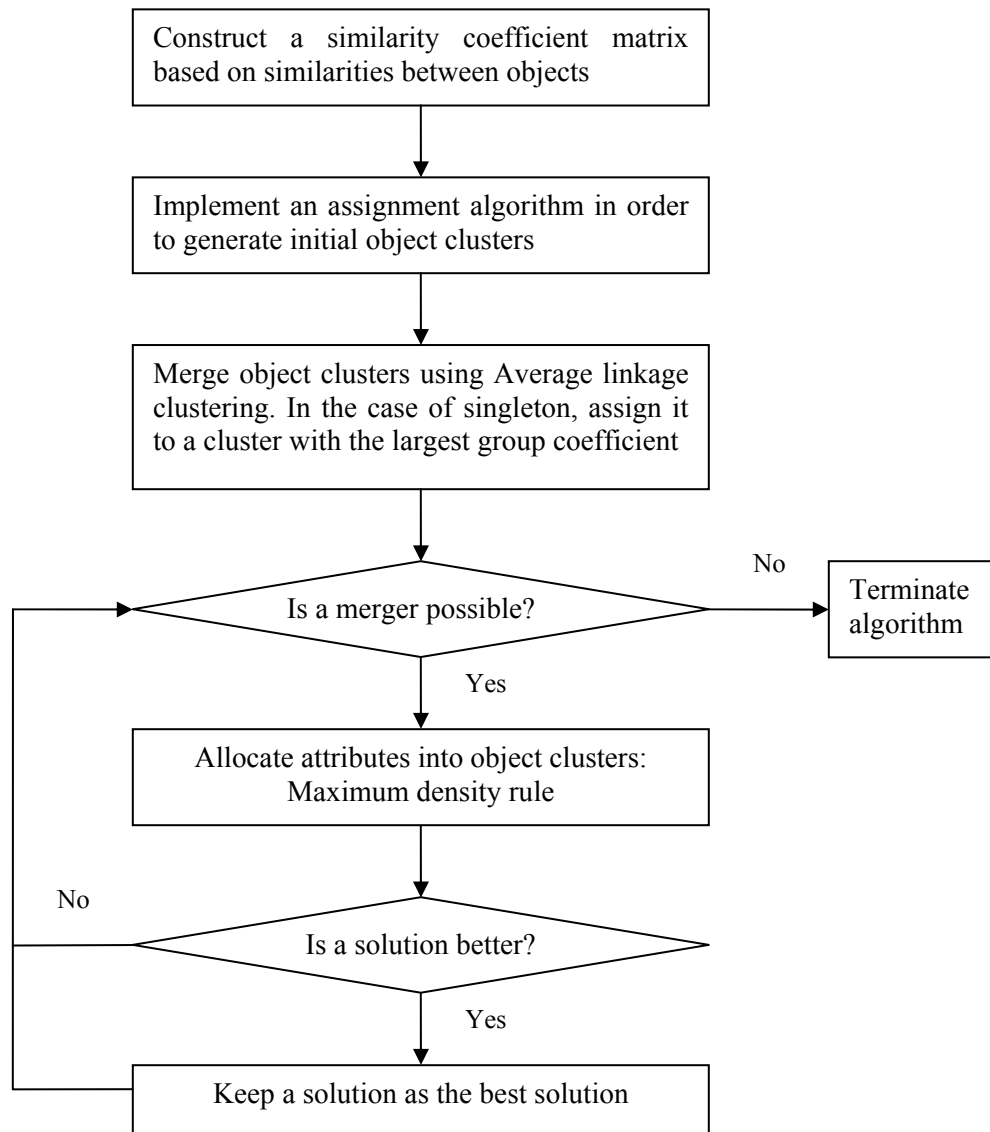 Construct a similarity coefficient matrix
based on similarities between objects
Implement an assignment algorithm in order
to generate initial object clusters
Merge object clusters using Average linkage
clustering. In the case of singleton, assign it
to a cluster with the largest group coefficient
Is a merger possible?
No
Terminate
algorithm
Yes
Allocate attributes into object clusters:
Maximum density rule
No
Is a solution better?
Yes
Keep a solution as the best solution